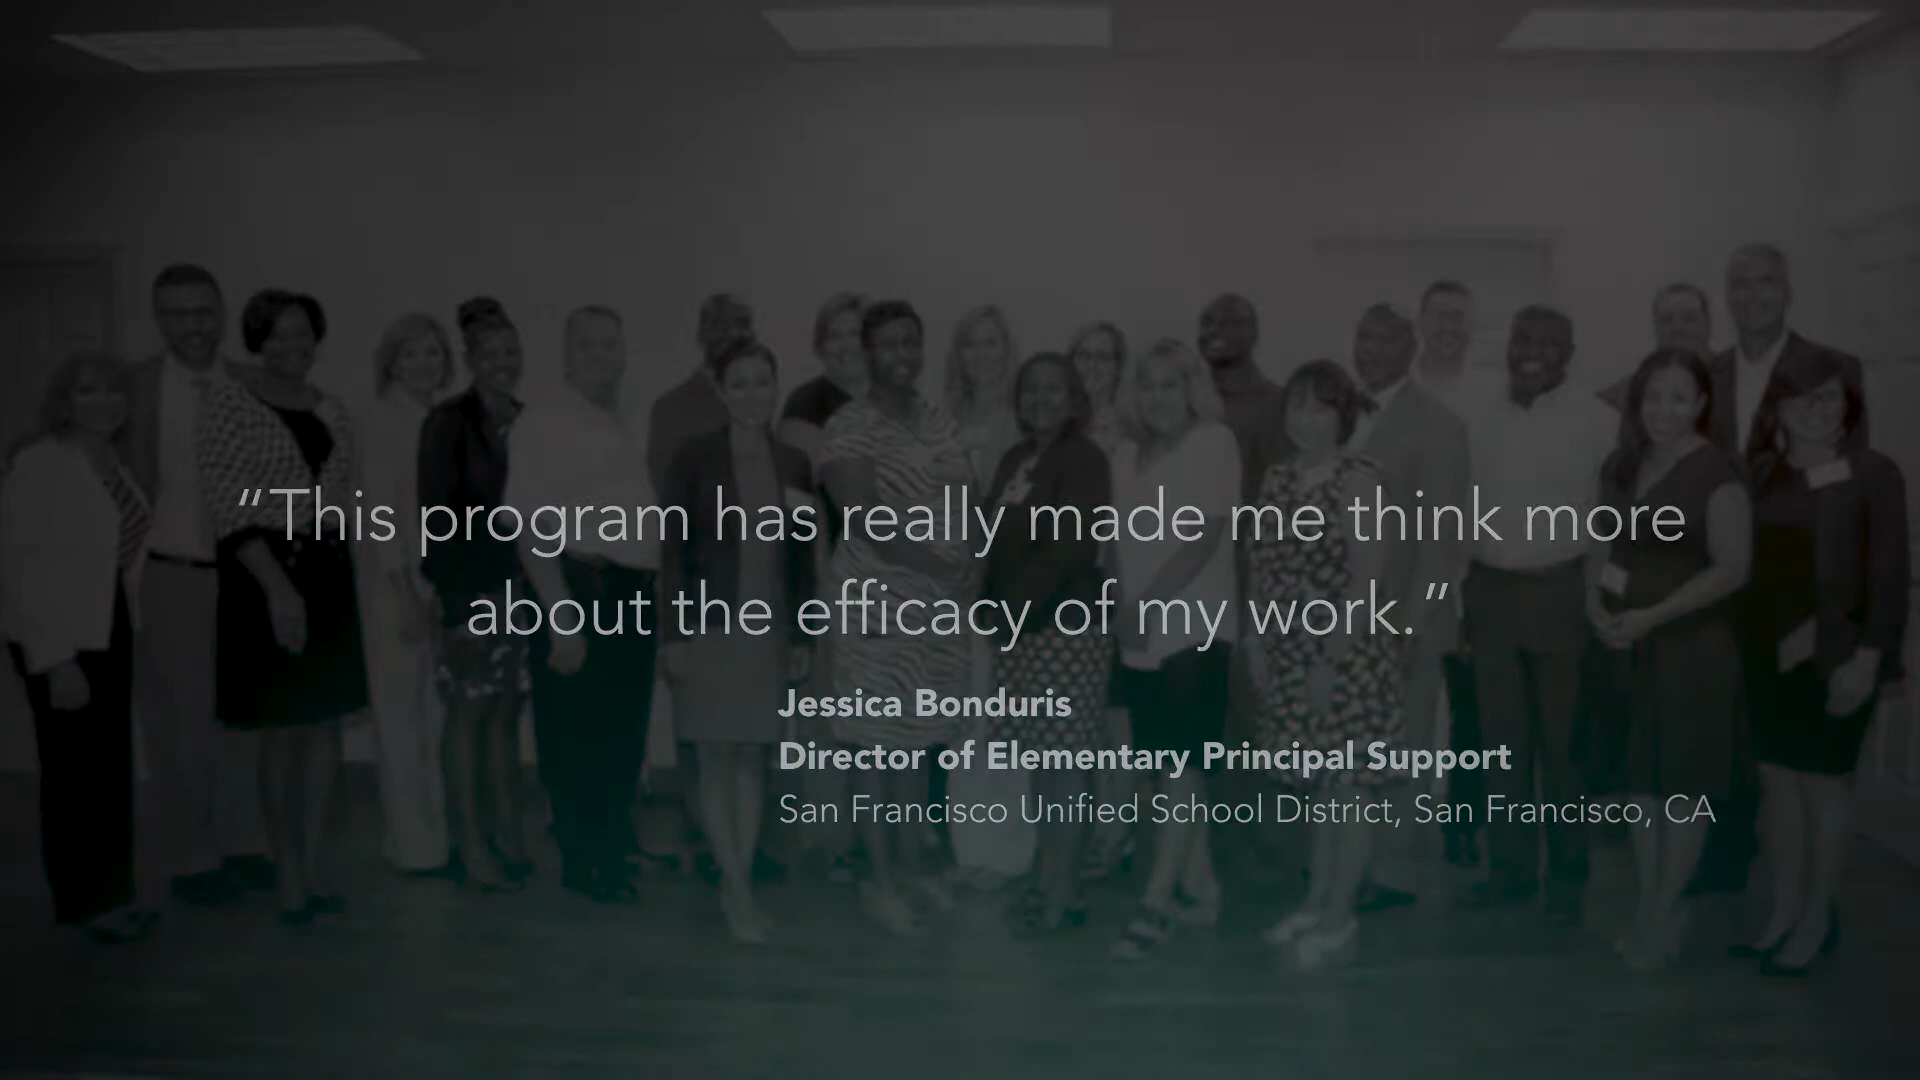 “This program has really made me think more
about the efficacy of my work.”
Jessica Bonduris
Director of Elementary Principal Support
San Francisco Unified School District, San Francisco, CA